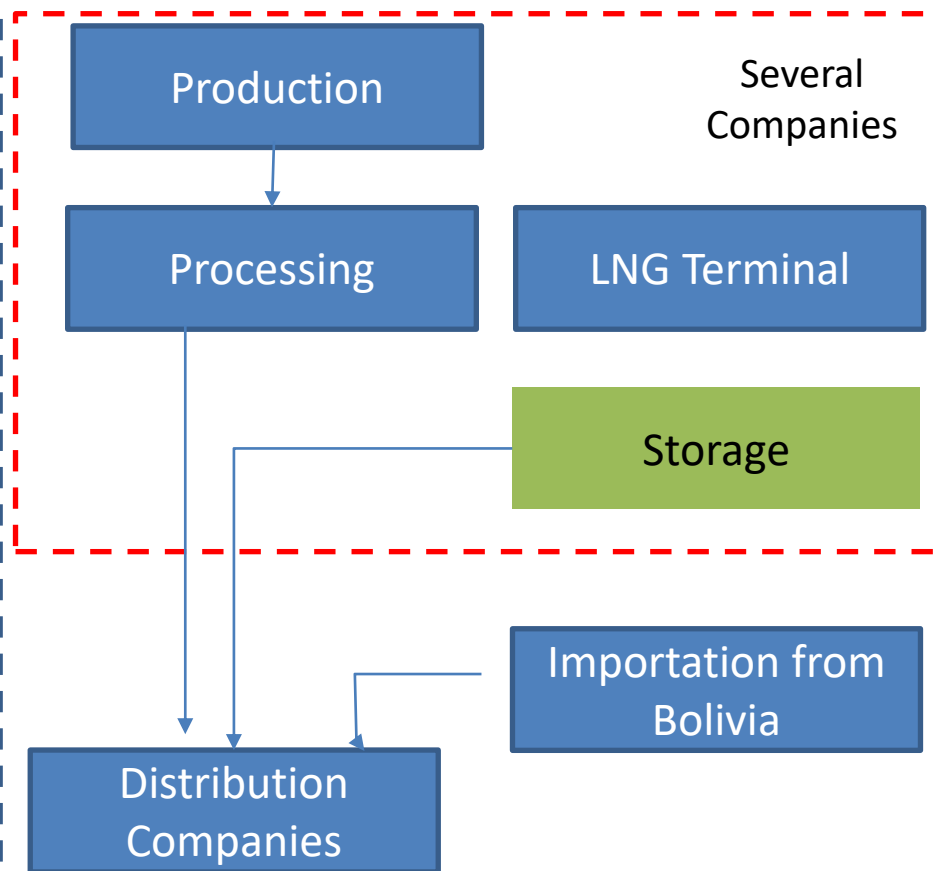 Production
Several
Companies
Processing
LNG Terminal
Storage
Importation from
Bolivia
Distribution
Companies